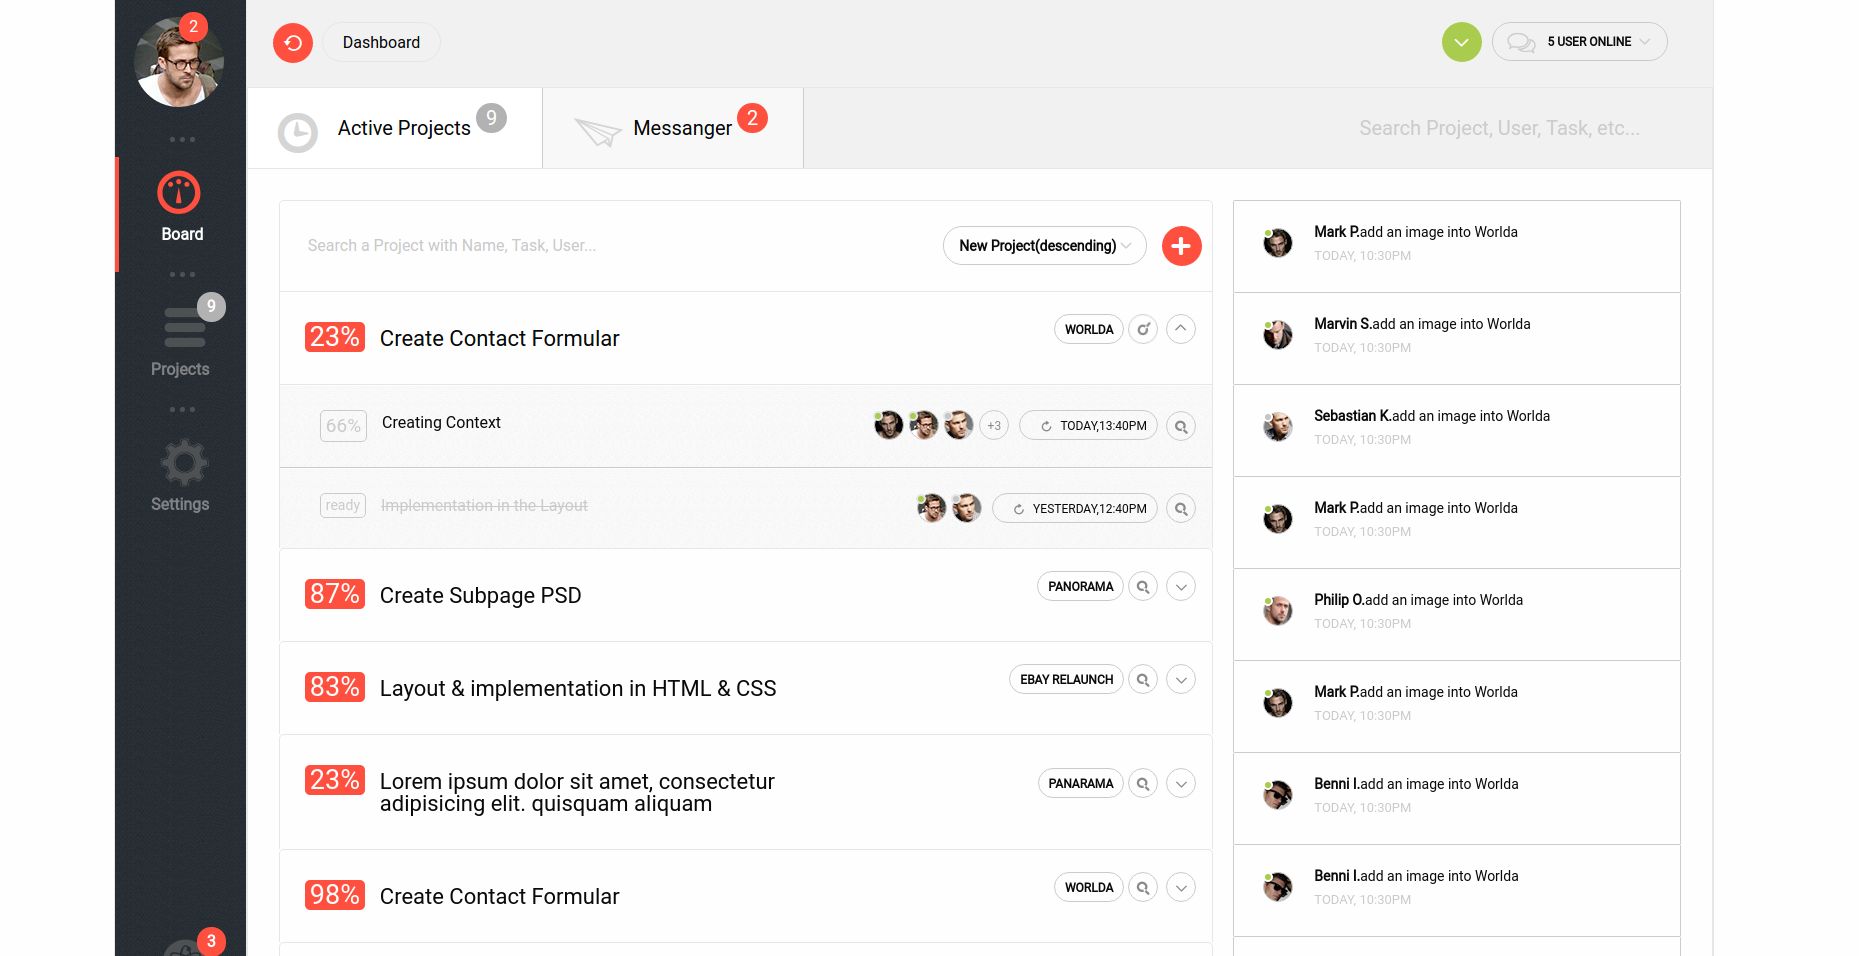 2
Dashboard
5 USER ONLINE
Active Projects 9
Messanger 2
Search Project, User, Task, etc...
Board
9
Projects
Settings
3
Search a Project with Name, Task, User...
New Project(descending)
23% Create Contact Formular WORLDA
66% Creating Context +3 TODAY,13:40PM
ready Implementation in the Layout YESTERDAY,12:40PM
87% Create Subpage PSD PANORAMA
83% Layout & implementation in HTML & CSS EBAY RELAUNCH
23% Lorem ipsum dolor sit amet, consectetur PANARAMA
adipisicing elit. quisquam aliquam
98% Create Contact Formular WORLDA
Mark P.add an image into Worlda
TODAY, 10:30PM
Marvin S.add an image into Worlda
TODAY, 10:30PM
Sebastian K.add an image into Worlda
TODAY, 10:30PM
Mark P.add an image into Worlda
TODAY, 10:30PM
Philip O.add an image into Worlda
TODAY, 10:30PM
Mark P.add an image into Worlda
TODAY, 10:30PM
Benni I.add an image into Worlda
TODAY, 10:30PM
Benni I.add an image into Worlda
TODAY, 10:30PM